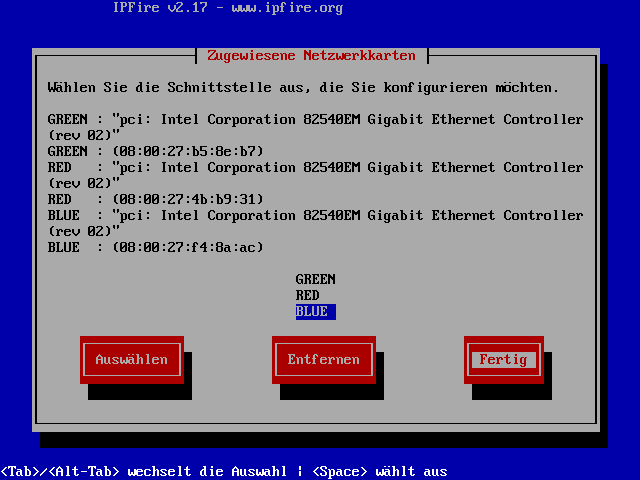 IPFire v2.17 - www.ipfire.org
Zugewiesene Netzwerkkarten
Wählen Sie die Schnittstelle aus, die Sie konfigurieren möchten.
GREEN : "pci: Intel Corporation 82540EM Gigabit Ethernet Controller
(rev 02)"
GREEN : (08:00:27:b5:8e:b7)
RED   : "pci: Intel Corporation 82540EM Gigabit Ethernet Controller
(rev 02)"
RED   : (08:00:27:4b:b9:31)
BLUE  : "pci: Intel Corporation 82540EM Gigabit Ethernet Controller
(rev 02)"
BLUE  : (08:00:27:f4:8a:ac)
GREEN
RED
BLUE
Auswählen Entfernen Fertig
<Tab>/<Alt-Tab> wechselt die Auswahl | <Space> wählt aus